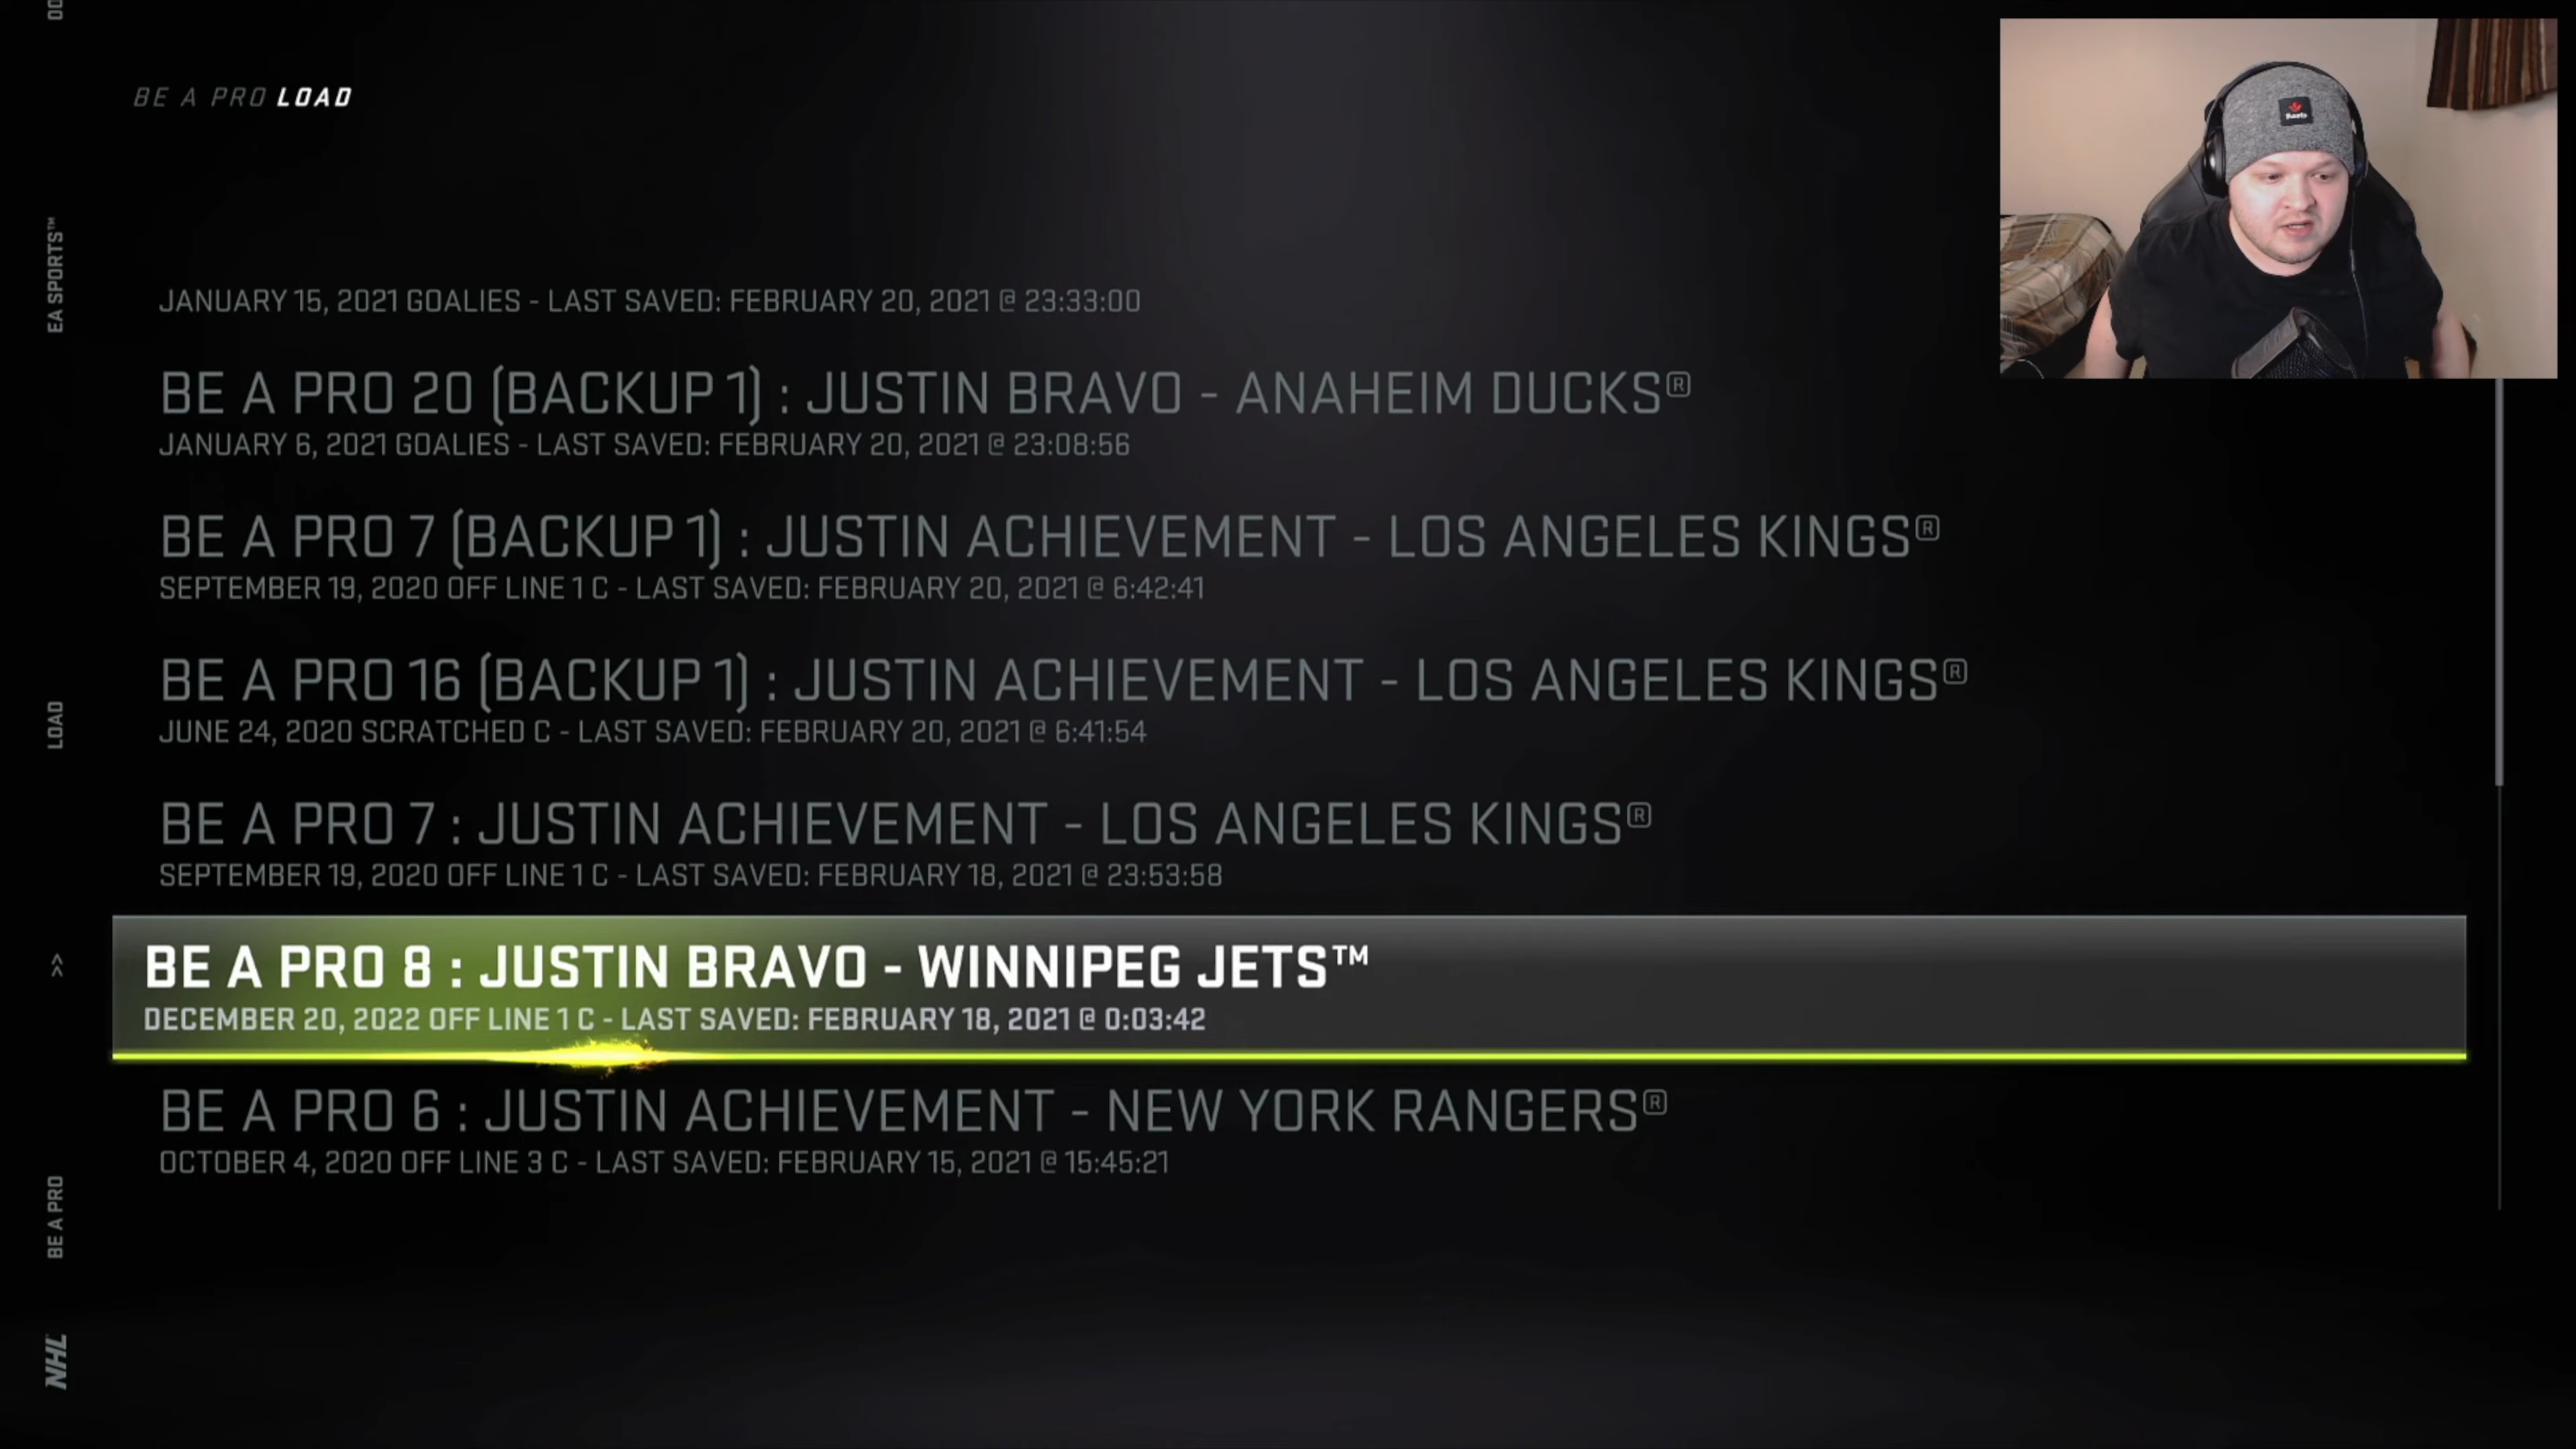 BE A PRO LOAD
JANUARY 15, 2021 GOALIES - LAST SAVED: FEBRUARY 20, 2021 @ 23:33:00
BE A PRO 20 (BACKUP 1) : JUSTIN BRAVO - ANAHEIM DUCKS®
JANUARY 6, 2021 GOALIES - LAST SAVED: FEBRUARY 20, 2021 @ 23:08:56
BE A PRO 7 (BACKUP 1) : JUSTIN ACHIEVEMENT - LOS ANGELES KINGS®
SEPTEMBER 19, 2020 OFF LINE 1 C - LAST SAVED: FEBRUARY 20, 2021 @ 6:42:41
BE A PRO 16 (BACKUP 1) : JUSTIN ACHIEVEMENT - LOS ANGELES KINGS®
JUNE 24, 2020 SCRATCHED C - LAST SAVED: FEBRUARY 20, 2021 @ 6:41:54
BE A PRO 7 : JUSTIN ACHIEVEMENT - LOS ANGELES KINGS®
SEPTEMBER 19, 2020 OFF LINE 1 C - LAST SAVED: FEBRUARY 18, 2021 @ 23:53:58
BE A PRO 8 : JUSTIN BRAVO - WINNIPEG JETS™
DECEMBER 20, 2022 OFF LINE 1 C - LAST SAVED: FEBRUARY 18, 2021 @ 0:03:42
BE A PRO 6 : JUSTIN ACHIEVEMENT - NEW YORK RANGERS®
OCTOBER 4, 2020 OFF LINE 3 C - LAST SAVED: FEBRUARY 15, 2021 @ 15:45:21
NHL
BE A PRO
>>
LOAD
EA SPORTS™
Roots